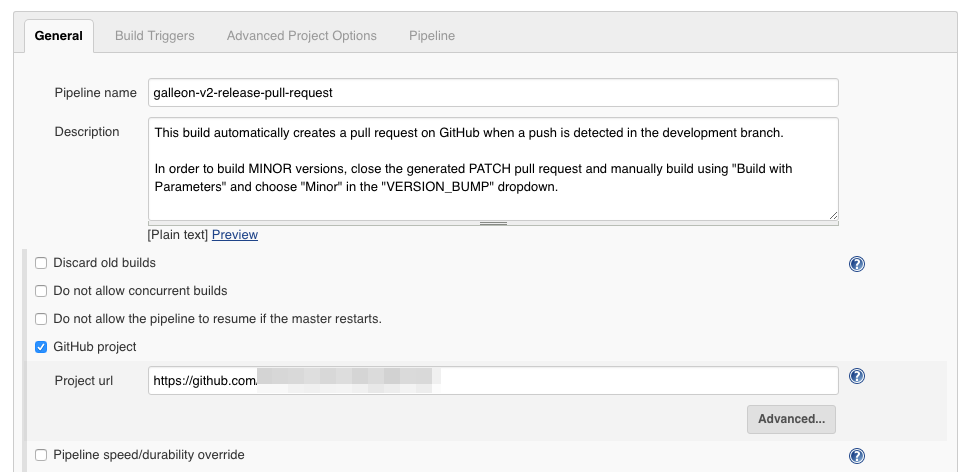 General Build Triggers Advanced Project Options Pipeline
Pipeline name galleon-v2-release-pull-request
Description This build automatically creates a pull request on GitHub when a push is detected in the development branch.
In order to build MINOR versions, close the generated PATCH pull request and manually build using "Build with
Parameters" and choose "Minor" in the "VERSION_BUMP" dropdown.
[Plain text] Preview
Discard old builds ?
Do not allow concurrent builds
Do not allow the pipeline to resume if the master restarts.
GitHub project
Project url https://github.com/ ?
Advanced...
Pipeline speed/durability override ?